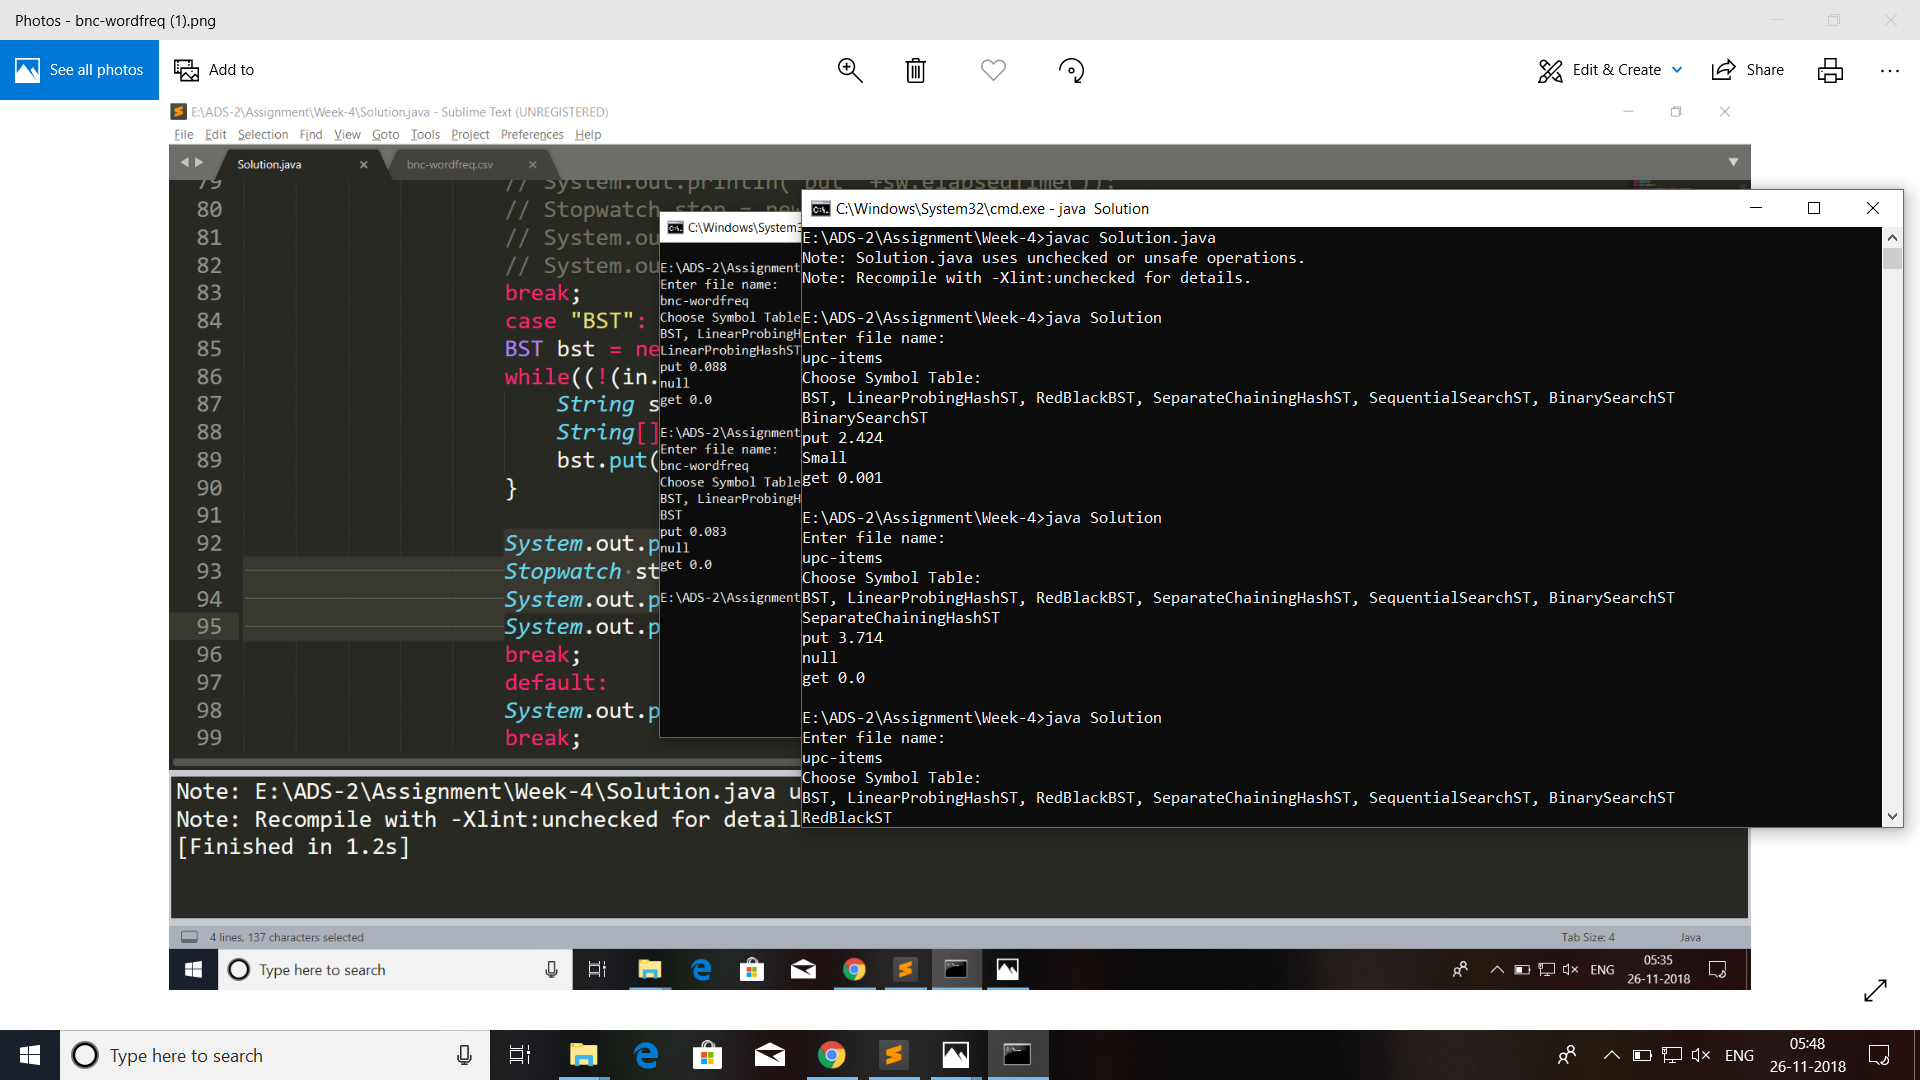 Photos - bnc-wordfreq (1).png
See all photos
Add to
Edit & Create
Share
E:\ADS-2\Assignment\Week-4\Solution.java - Sublime Text (UNREGISTERED)
File Edit Selection Find View Goto Tools Project Preferences Help
Solution.java
bnc-wordfreq.csv
79 // System.out.println("put "+sw.elapsedTime());
80 // Stopwatch stop = new
81 // System.ou
82 // System.ou
83 break;
84 case "BST":
85 BST bst = ne
86 while((!(in.
87 String s
88 String[]
89 bst.put(
90 }
91
92 System.out.p
93 Stopwatch st
94 System.out.p
95 System.out.p
96 break;
97 default:
98 System.out.p
99 break;
Note: E:\ADS-2\Assignment\Week-4\Solution.java u
Note: Recompile with -Xlint:unchecked for detail
[Finished in 1.2s]
4 lines, 137 characters selected
Tab Size: 4
Java
C:\Windows\System3
E:\ADS-2\Assignment
Enter file name:
bnc-wordfreq
Choose Symbol Table
BST, LinearProbingH
LinearProbingHashST
put 0.088
null
get 0.0
E:\ADS-2\Assignment
Enter file name:
bnc-wordfreq
Choose Symbol Table
BST, LinearProbingH
BST
put 0.083
null
get 0.0
E:\ADS-2\Assignment
C:\Windows\System32\cmd.exe - java Solution
E:\ADS-2\Assignment\Week-4>javac Solution.java
Note: Solution.java uses unchecked or unsafe operations.
Note: Recompile with -Xlint:unchecked for details.
E:\ADS-2\Assignment\Week-4>java Solution
Enter file name:
upc-items
Choose Symbol Table:
BST, LinearProbingHashST, RedBlackBST, SeparateChainingHashST, SequentialSearchST, BinarySearchST
BinarySearchST
put 2.424
Small
get 0.001
E:\ADS-2\Assignment\Week-4>java Solution
Enter file name:
upc-items
Choose Symbol Table:
BST, LinearProbingHashST, RedBlackBST, SeparateChainingHashST, SequentialSearchST, BinarySearchST
SeparateChainingHashST
put 3.714
null
get 0.0
E:\ADS-2\Assignment\Week-4>java Solution
Enter file name:
upc-items
Choose Symbol Table:
BST, LinearProbingHashST, RedBlackBST, SeparateChainingHashST, SequentialSearchST, BinarySearchST
RedBlackST
Type here to search
ENG
05:35
26-11-2018
Type here to search
ENG
05:48
26-11-2018